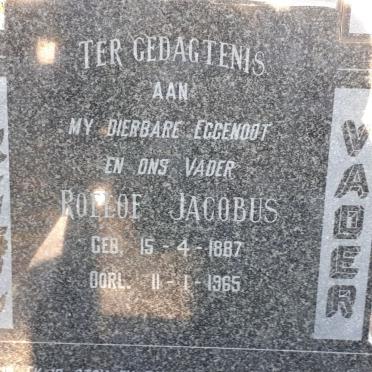 TER GEDAGTENIS
AAN
MY DIERBARE EGGENOOT
EN ONS VADER
ROELOF JACOBUS
GEB. 15-4-1887
OORL. 11-1-1965
VADER